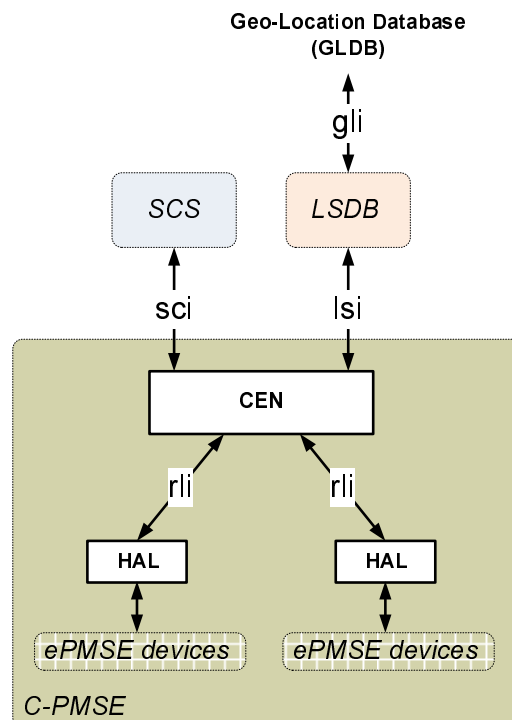 Geo-Location Database
(GLDB)
gli
SCS
LSDB
sci
lsi
CEN
rli
rli
HAL
HAL
ePMSE devices
ePMSE devices
C-PMSE